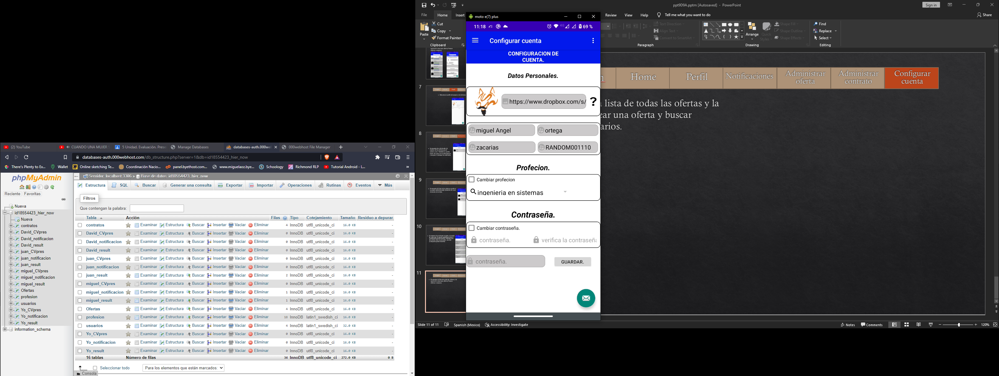 (2) YouTube
CUANDO UNA MUJER
5 Unidad. Evaluación. Prese
Manage Databases
databases-auth.000wel
000webhost File Manager
databases-auth.000webhost.com/db_structure.php?server=1&db=id18554423_hier_now
There's Plenty to Ex...
Wallet
Online sketching Te...
Coordinación Nacio...
panel.byethost.com...
www.miguelaoz.bye...
Schoology
Richmond RLP
Tutorial Android - L...
»
phpMyAdmin
Reciente Favoritas
Nueva
id18554423_hier_now
Nueva
contratos
David_CVpres
David_notificacion
David_result
juan_CVpres
juan_notificacion
juan_result
miguel_CVpres
miguel_notificacion
miguel_result
Ofertas
profesion
usuarios
Yo_CVpres
Yo_notificacion
Yo_result
information_schema
Servidor: localhost:3306 » Base de datos: id18554423_hier_now
Estructura SQL Buscar Generar una consulta Exportar Importar Operaciones Rutinas Eventos Más
Filtros
Que contengan la palabra:
Tabla Acción Filas Tipo Cotejamiento Tamaño Residuo a depurar
contratos Examinar Estructura Buscar Insertar Vaciar Eliminar 4 InnoDB utf8_unicode_ci 16.0 KB -
David_CVpres Examinar Estructura Buscar Insertar Vaciar Eliminar 0 InnoDB utf8_unicode_ci 16.0 KB -
David_notificacion Examinar Estructura Buscar Insertar Vaciar Eliminar 0 InnoDB utf8_unicode_ci 16.0 KB -
David_result Examinar Estructura Buscar Insertar Vaciar Eliminar 0 InnoDB utf8_unicode_ci 16.0 KB -
juan_CVpres Examinar Estructura Buscar Insertar Vaciar Eliminar 0 InnoDB utf8_unicode_ci 16.0 KB -
juan_notificacion Examinar Estructura Buscar Insertar Vaciar Eliminar 0 InnoDB utf8_unicode_ci 16.0 KB -
juan_result Examinar Estructura Buscar Insertar Vaciar Eliminar 2 InnoDB utf8_unicode_ci 16.0 KB -
miguel_CVpres Examinar Estructura Buscar Insertar Vaciar Eliminar 0 InnoDB utf8_unicode_ci 16.0 KB -
miguel_notificacion Examinar Estructura Buscar Insertar Vaciar Eliminar 1 InnoDB utf8_unicode_ci 16.0 KB -
miguel_result Examinar Estructura Buscar Insertar Vaciar Eliminar 1 InnoDB utf8_unicode_ci 16.0 KB -
Ofertas Examinar Estructura Buscar Insertar Vaciar Eliminar 4 InnoDB utf8_unicode_ci 16.0 KB -
profesion Examinar Estructura Buscar Insertar Vaciar Eliminar 18 InnoDB latin1_swedish_ci 16.0 KB -
usuarios Examinar Estructura Buscar Insertar Vaciar Eliminar 4 InnoDB latin1_swedish_ci 32.0 KB -
Yo_CVpres Examinar Estructura Buscar Insertar Vaciar Eliminar 0 InnoDB utf8_unicode_ci 16.0 KB -
Yo_notificacion Examinar Estructura Buscar Insertar Vaciar Eliminar 0 InnoDB utf8_unicode_ci 16.0 KB -
Yo_result Examinar Estructura Buscar Insertar Vaciar Eliminar 0 InnoDB utf8_unicode_ci 16.0 KB -
16 tablas Número de filas 34 InnoDB utf8_unicode_ci 272.0 KB 0 B
Seleccionar todo Para los elementos que están marcados:
Consola
ppt9D9A.pptm [Autosaved] - PowerPoint
Sign in
File Home Insert
Review View Help Tell me what you want to do
Share
Paste
Cut
Copy
Format Painter
Clipboard
Text Direction
Align Text
Convert to SmartArt
Paragraph
Arrange
Quick Styles
Shape Fill
Shape Outline
Shape Effects
Drawing
Find
Replace
Select
Editing
7
8
9
10
11
Home
Perfil
Notificaciones
Administrar oferta
Administrar contrato
Configurar cuenta
lista de todas las ofertas y la
ear una oferta y buscar
arios.
moto e(7) plus
11:18
4G
69 %
Configurar cuenta
CONFIGURACION DE
CUENTA.
Datos Personales.
https://www.dropbox.com/s/
?
miguel Angel
ortega
zacarias
RANDOM001110
Profecion.
Cambiar profecion
ingenieria en sistemas
Contraseña.
Cambiar contraseña.
contraseña.
verifica la contraseña
contraseña.
GUARDAR.
Slide 11 of 11
Spanish (Mexico)
Accessibility: Investigate
Notes
Comments
120%